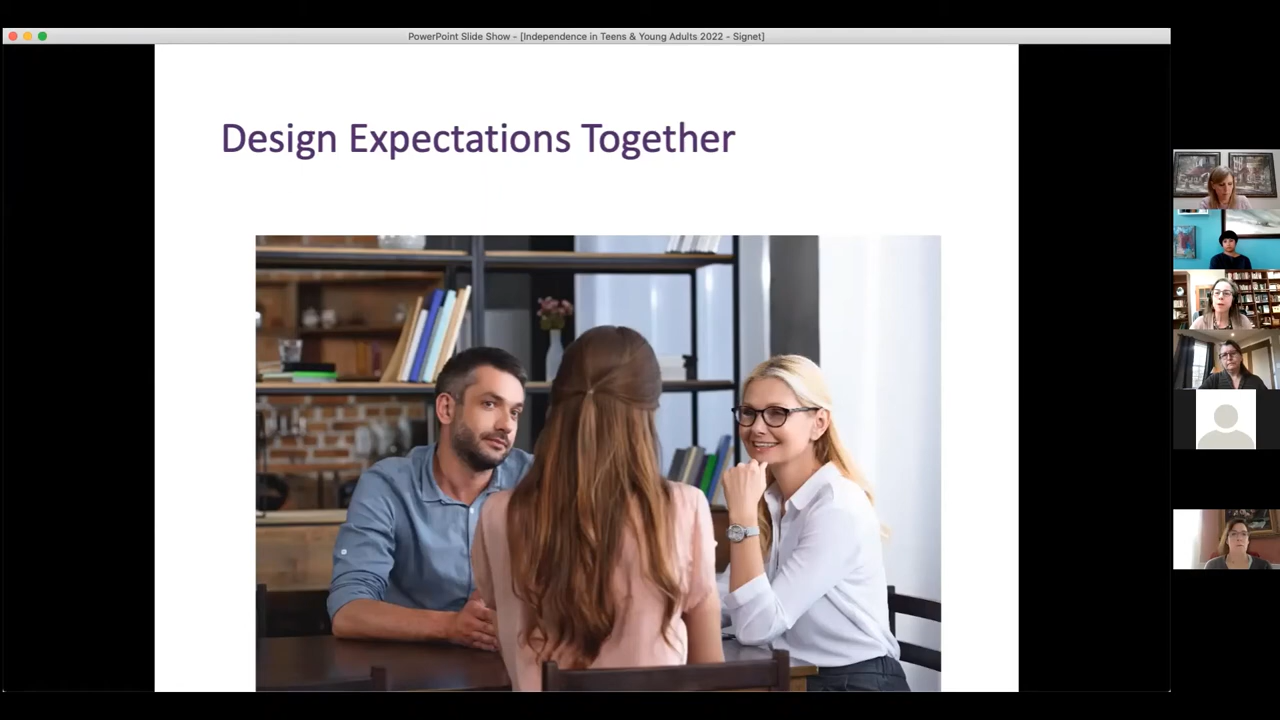 PowerPoint Slide Show - [Independence in Teens & Young Adults 2022 - Signet]
Design Expectations Together